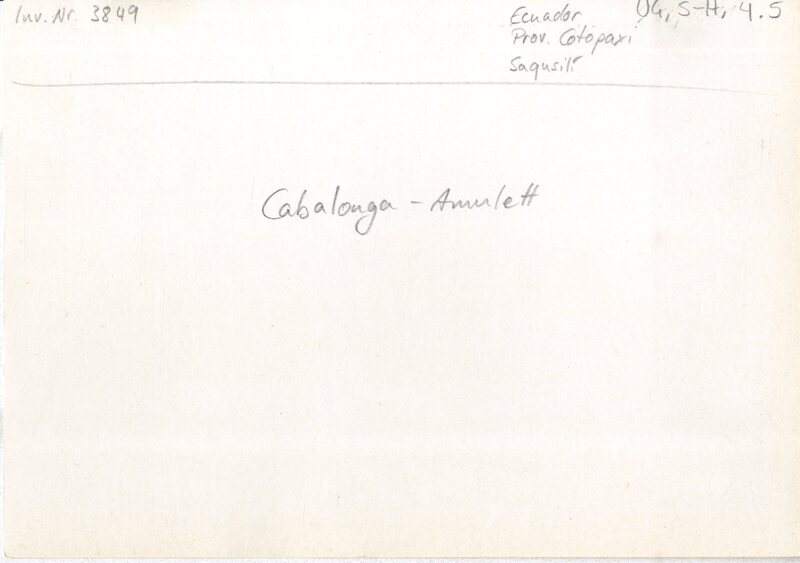 Inv. Nr. 3849
Ecuador
Prov. Cotopaxi
Saqusilí
UG, S-H, 4.5
Cabalonga - Amulett